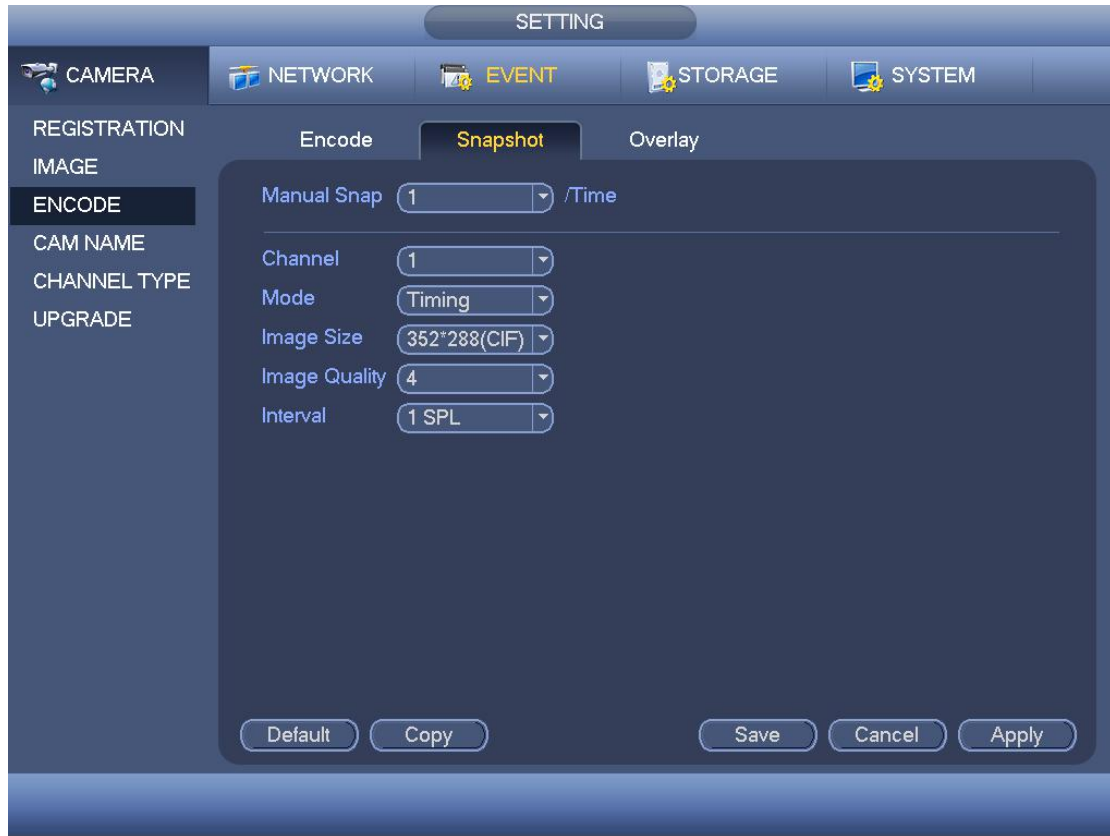 SETTING
CAMERA NETWORK EVENT STORAGE SYSTEM
REGISTRATION
IMAGE
ENCODE
CAM NAME
CHANNEL TYPE
UPGRADE
Encode Snapshot Overlay
Manual Snap 1 /Time
Channel 1
Mode Timing
Image Size 352*288(CIF)
Image Quality 4
Interval 1 SPL
Default Copy Save Cancel Apply